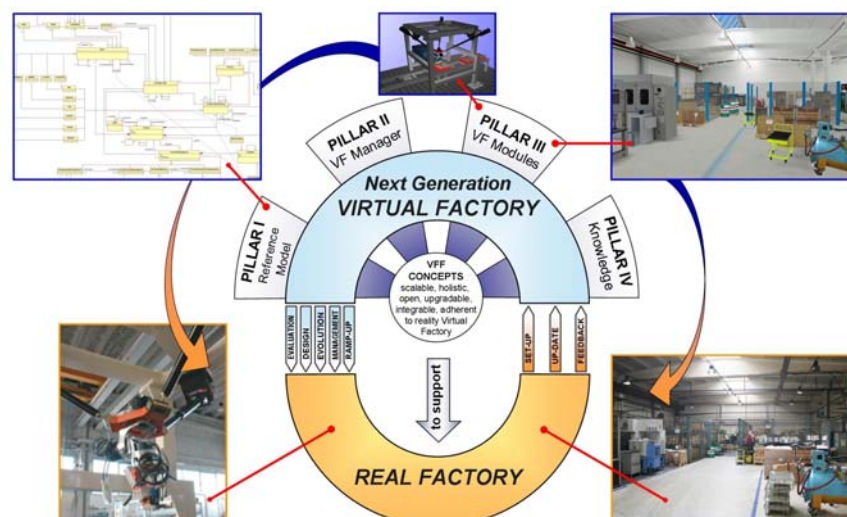 PILLAR I
Reference
Model
PILLAR II
VF Manager
PILLAR III
VF Modules
PILLAR IV
Knowledge
Next Generation
VIRTUAL FACTORY
VFF
CONCEPTS
scalable, holistic,
open, upgradable,
integrable, adherent
to reality Virtual
Factory
EVALUATION
DESIGN
EVOLUTION
MANAGEMENT
RAMP-UP
SET-UP
UP-DATE
FEEDBACK
to support
REAL FACTORY